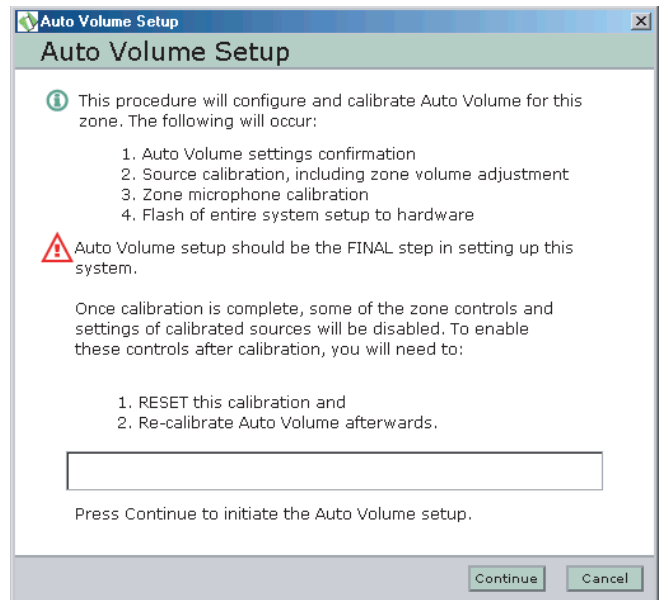 Auto Volume Setup
Auto Volume Setup
This procedure will configure and calibrate Auto Volume for this
zone. The following will occur:
1. Auto Volume settings confirmation
2. Source calibration, including zone volume adjustment
3. Zone microphone calibration
4. Flash of entire system setup to hardware
Auto Volume setup should be the FINAL step in setting up this
system.
Once calibration is complete, some of the zone controls and
settings of calibrated sources will be disabled. To enable
these controls after calibration, you will need to:
1. RESET this calibration and
2. Re-calibrate Auto Volume afterwards.
Press Continue to initiate the Auto Volume setup.
Continue
Cancel